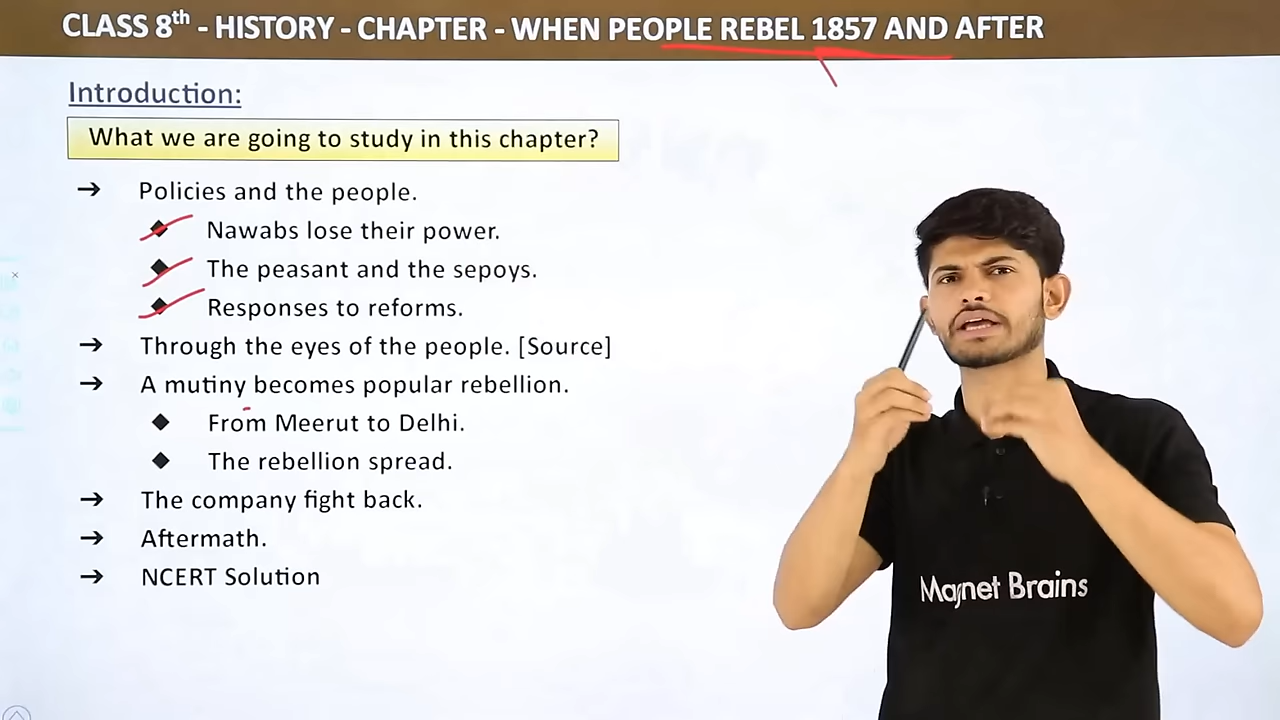 CLASS 8th - HISTORY - CHAPTER - WHEN PEOPLE REBEL 1857 AND AFTER
Introduction:
What we are going to study in this chapter?
→ Policies and the people.
◆ Nawabs lose their power.
◆ The peasant and the sepoys.
◆ Responses to reforms.
→ Through the eyes of the people. [Source]
→ A mutiny becomes popular rebellion.
◆ From Meerut to Delhi.
◆ The rebellion spread.
→ The company fight back.
→ Aftermath.
→ NCERT Solution
Magnet Brains